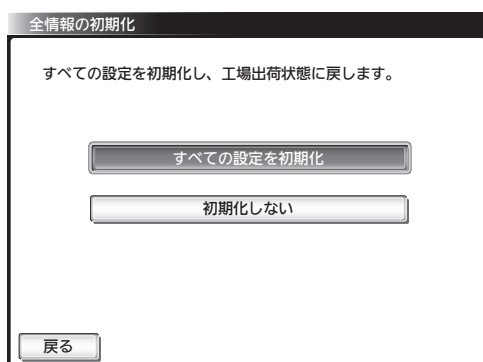 全情報の初期化
すべての設定を初期化し、工場出荷状態に戻します。
すべての設定を初期化
初期化しない
戻る